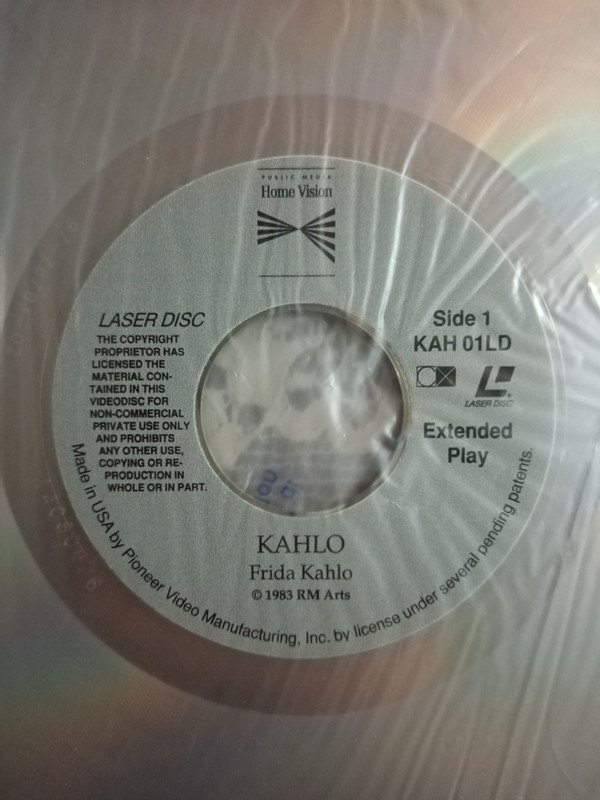 PUBLIC MEDIA
Home Vision
LASER DISC
THE COPYRIGHT
PROPRIETOR HAS
LICENSED THE
MATERIAL CON-
TAINED IN THIS
VIDEODISC FOR
NON-COMMERCIAL
PRIVATE USE ONLY
AND PROHIBITS
ANY OTHER USE,
COPYING OR RE-
PRODUCTION IN
WHOLE OR IN PART.
Side 1
KAH 01LD
LASER DISC
Extended
Play
KAHLO
Frida Kahlo
© 1983 RM Arts
Made in USA by Pioneer Video Manufacturing, Inc. by license under several pending patents.